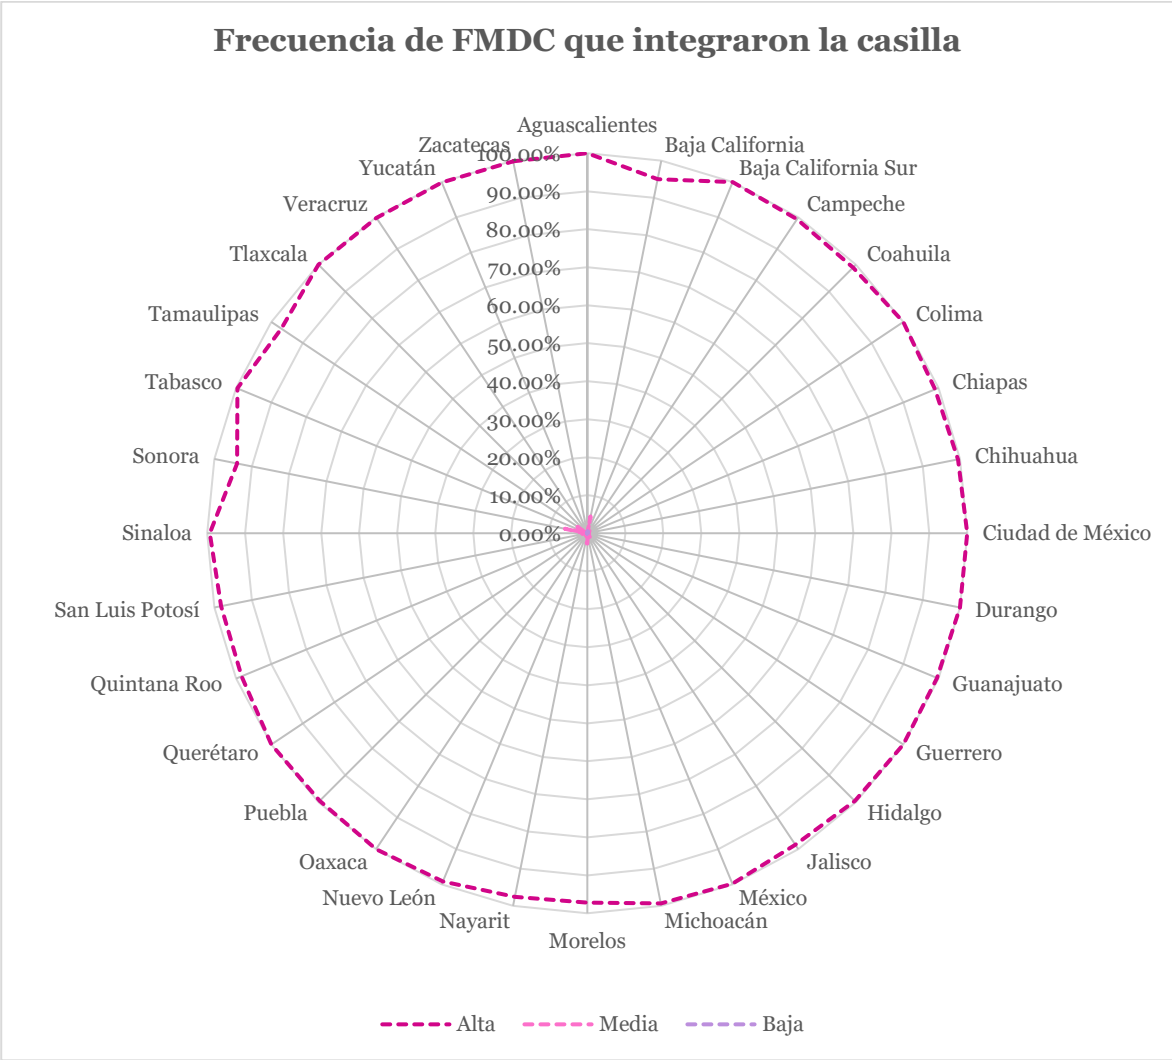 Frecuencia de FMDC que integraron la casilla
Aguascalientes
Baja California
Baja California Sur
Campeche
Coahuila
Colima
Chiapas
Chihuahua
Ciudad de México
Durango
Guanajuato
Guerrero
Hidalgo
Jalisco
México
Michoacán
Morelos
Nayarit
Nuevo León
Oaxaca
Puebla
Querétaro
Quintana Roo
San Luis Potosí
Sinaloa
Sonora
Tabasco
Tamaulipas
Tlaxcala
Veracruz
Yucatán
Zacatecas
100.00%
90.00%
80.00%
70.00%
60.00%
50.00%
40.00%
30.00%
20.00%
10.00%
0.00%
Alta Media Baja